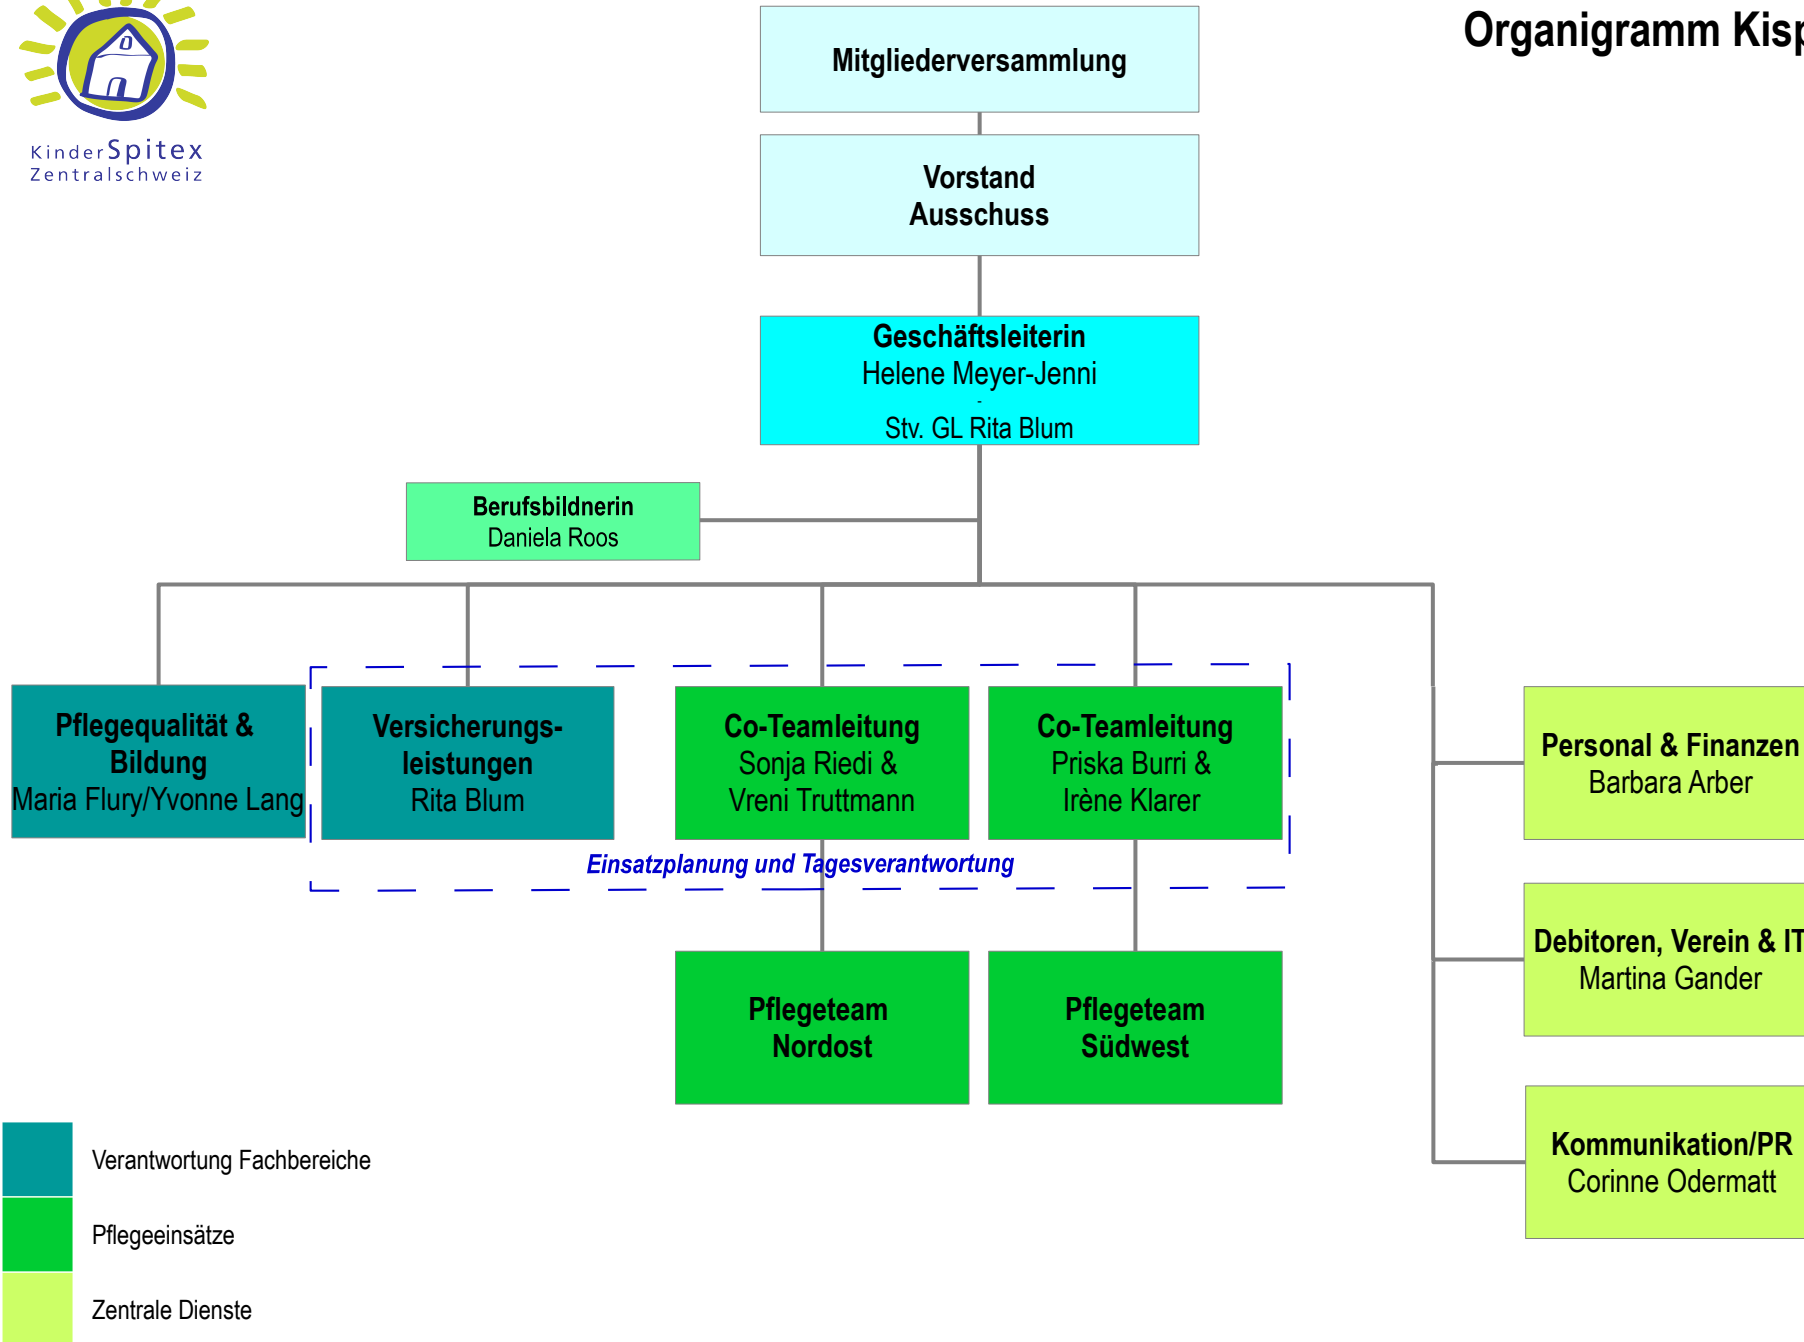 Organigramm Kisp
KinderSpitex
Zentralschweiz
Mitgliederversammlung
Vorstand
Ausschuss
Geschäftsleiterin
Helene Meyer-Jenni
-
Stv. GL Rita Blum
Berufsbildnerin
Daniela Roos
Pflegequalität &
Bildung
Maria Flury/Yvonne Lang
Versicherungs-
leistungen
Rita Blum
Co-Teamleitung
Sonja Riedi &
Vreni Truttmann
Co-Teamleitung
Priska Burri &
Irène Klarer
Einsatzplanung und Tagesverantwortung
Personal & Finanzen
Barbara Arber
Debitoren, Verein & IT
Martina Gander
Pflegeteam
Nordost
Pflegeteam
Südwest
Kommunikation/PR
Corinne Odermatt
Verantwortung Fachbereiche
Pflegeeinsätze
Zentrale Dienste